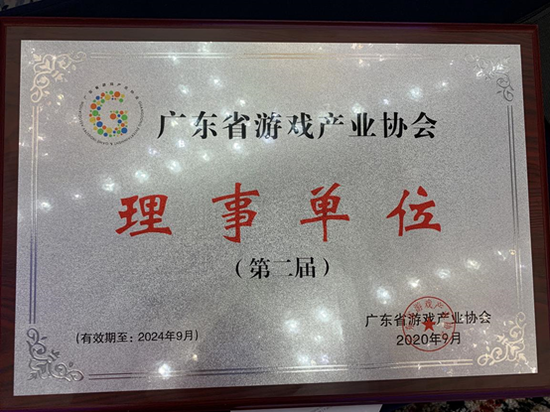 广东省游戏产业协会
理事单位
（第二届）
(有效期至：2024年9月)
广东省游戏产业协会
2020年9月